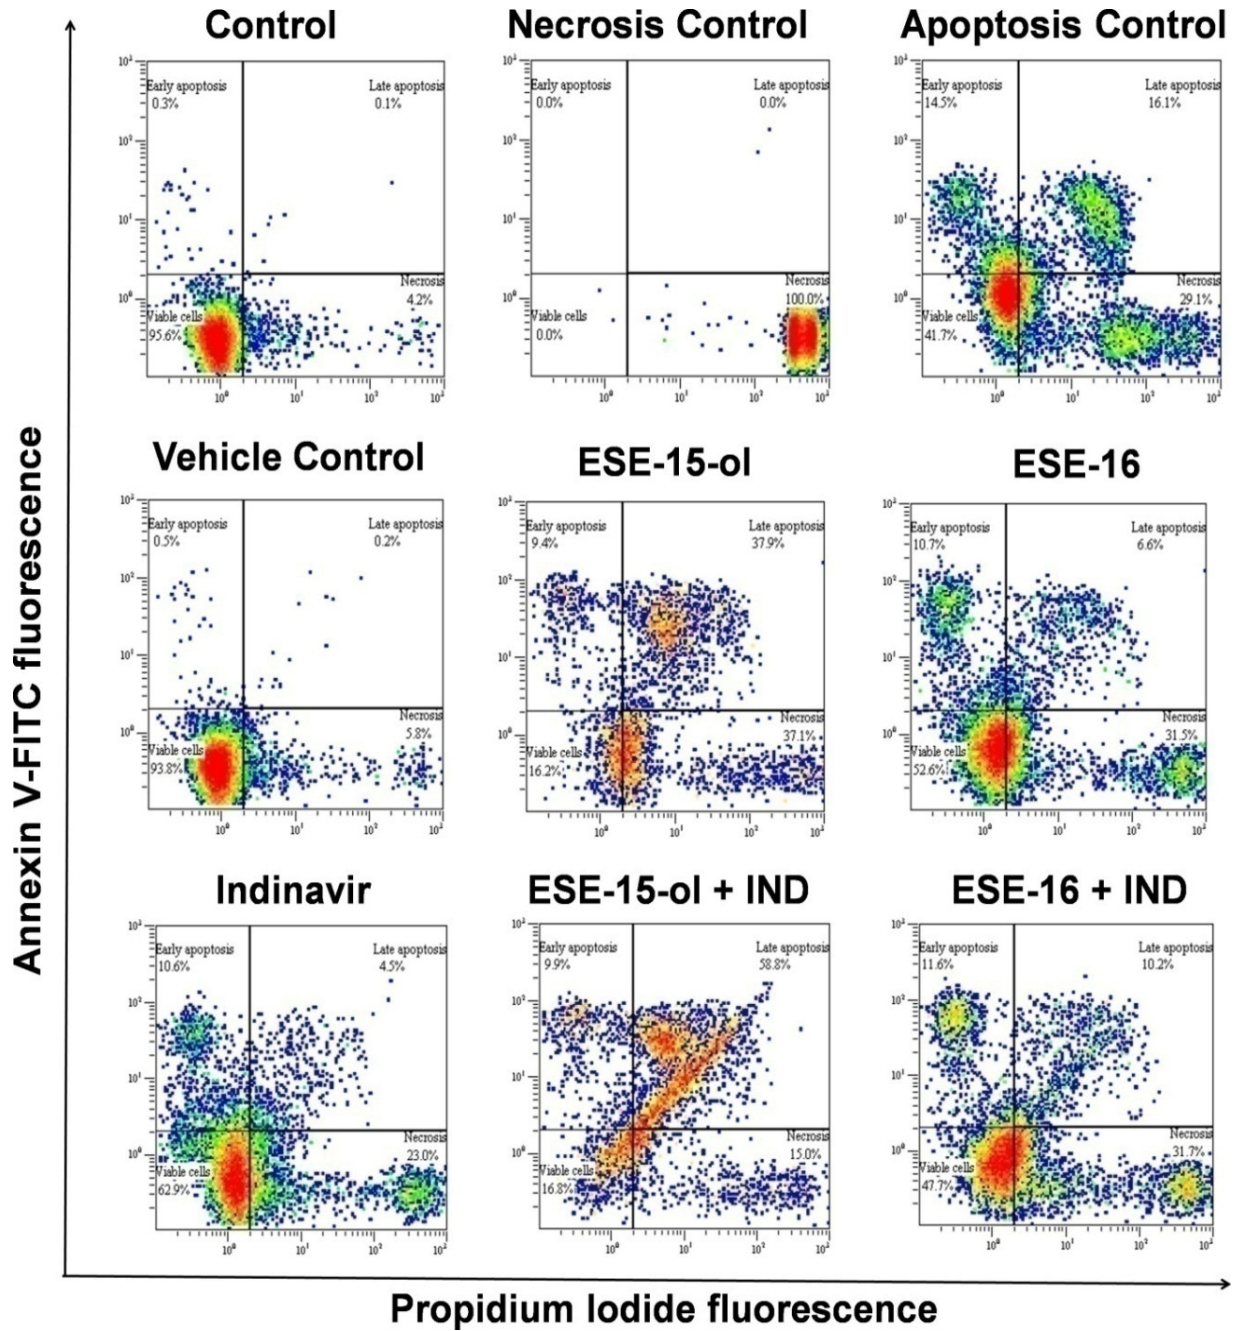 Control
Necrosis Control
Apoptosis Control
Early apoptosis
0.3%
Late apoptosis
0.1%
Necrosis
4.2%
Viable cells
95.6%
Early apoptosis
0.0%
Late apoptosis
0.0%
Necrosis
100.0%
Viable cells
0.0%
Early apoptosis
14.5%
Late apoptosis
16.1%
Necrosis
29.1%
Viable cells
41.7%
Vehicle Control
ESE-15-ol
ESE-16
Early apoptosis
0.5%
Late apoptosis
0.2%
Necrosis
5.8%
Viable cells
93.8%
Early apoptosis
9.4%
Late apoptosis
37.9%
Necrosis
37.1%
Viable cells
16.2%
Early apoptosis
10.7%
Late apoptosis
6.6%
Necrosis
31.5%
Viable cells
52.6%
Indinavir
ESE-15-ol + IND
ESE-16 + IND
Early apoptosis
10.6%
Late apoptosis
4.5%
Necrosis
23.0%
Viable cells
62.9%
Early apoptosis
9.9%
Late apoptosis
58.8%
Necrosis
15.0%
Viable cells
16.8%
Early apoptosis
11.6%
Late apoptosis
10.2%
Necrosis
31.7%
Viable cells
47.7%
Annexin V-FITC fluorescence
Propidium Iodide fluorescence